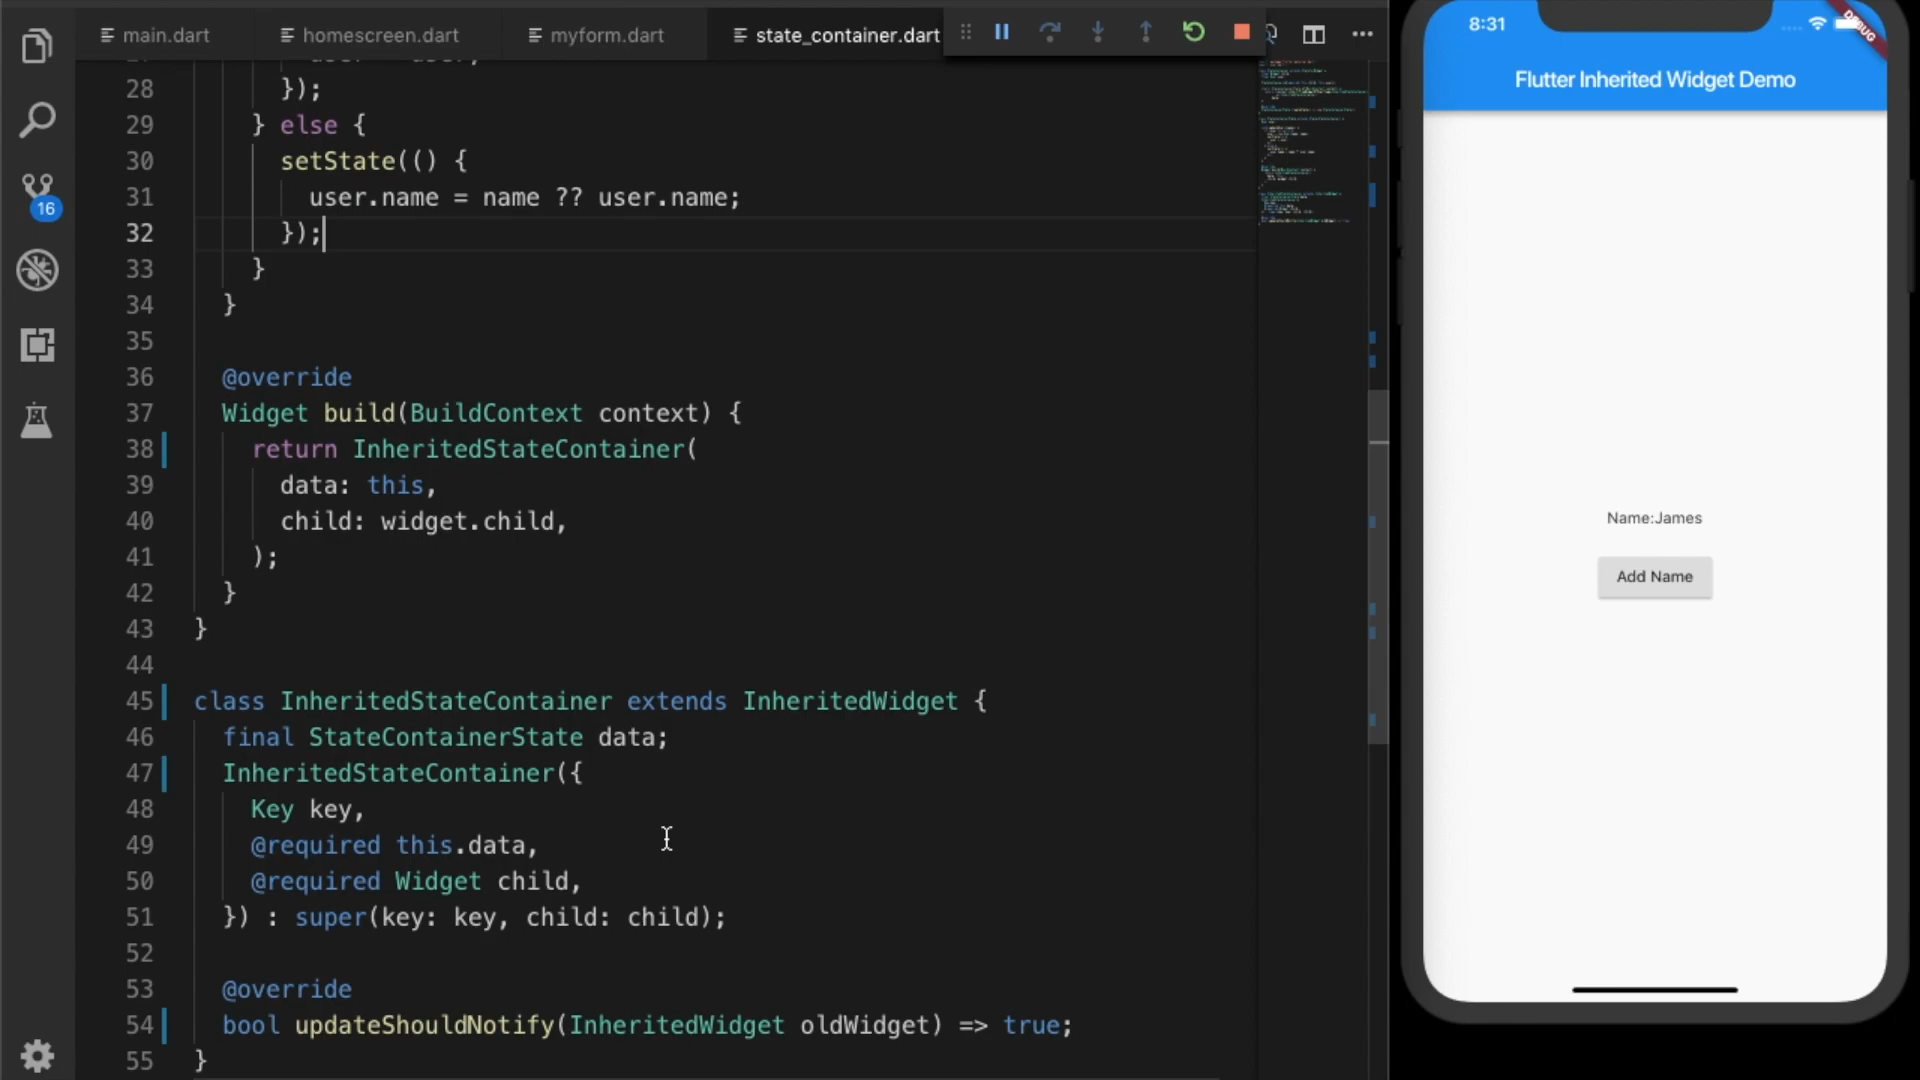 main.dart
homescreen.dart
myform.dart
state_container.dart
16
28 });
29 } else {
30 setState(() {
31 user.name = name ?? user.name;
32 });
33 }
34 }
35
36 @override
37 Widget build(BuildContext context) {
38 return InheritedStateContainer(
39 data: this,
40 child: widget.child,
41 );
42 }
43 }
44
45 class InheritedStateContainer extends InheritedWidget {
46 final StateContainerState data;
47 InheritedStateContainer({
48 Key key,
49 @required this.data,
50 @required Widget child,
51 }) : super(key: key, child: child);
52
53 @override
54 bool updateShouldNotify(InheritedWidget oldWidget) => true;
55 }
8:31
DEBUG
Flutter Inherited Widget Demo
Name:James
Add Name